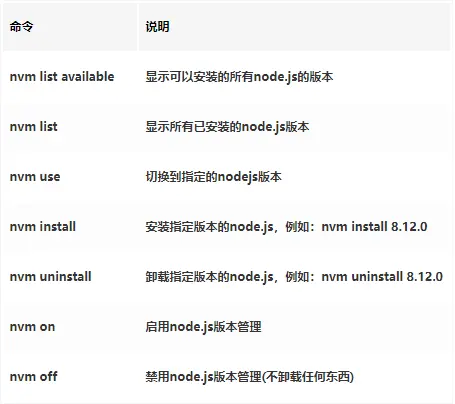 命令 说明
nvm list available 显示可以安装的所有node.js的版本
nvm list 显示所有已安装的node.js版本
nvm use 切换到指定的nodejs版本
nvm install 安装指定版本的node.js，例如：nvm install 8.12.0
nvm uninstall 卸载指定版本的node.js，例如：nvm uninstall 8.12.0
nvm on 启用node.js版本管理
nvm off 禁用node.js版本管理(不卸载任何东西)